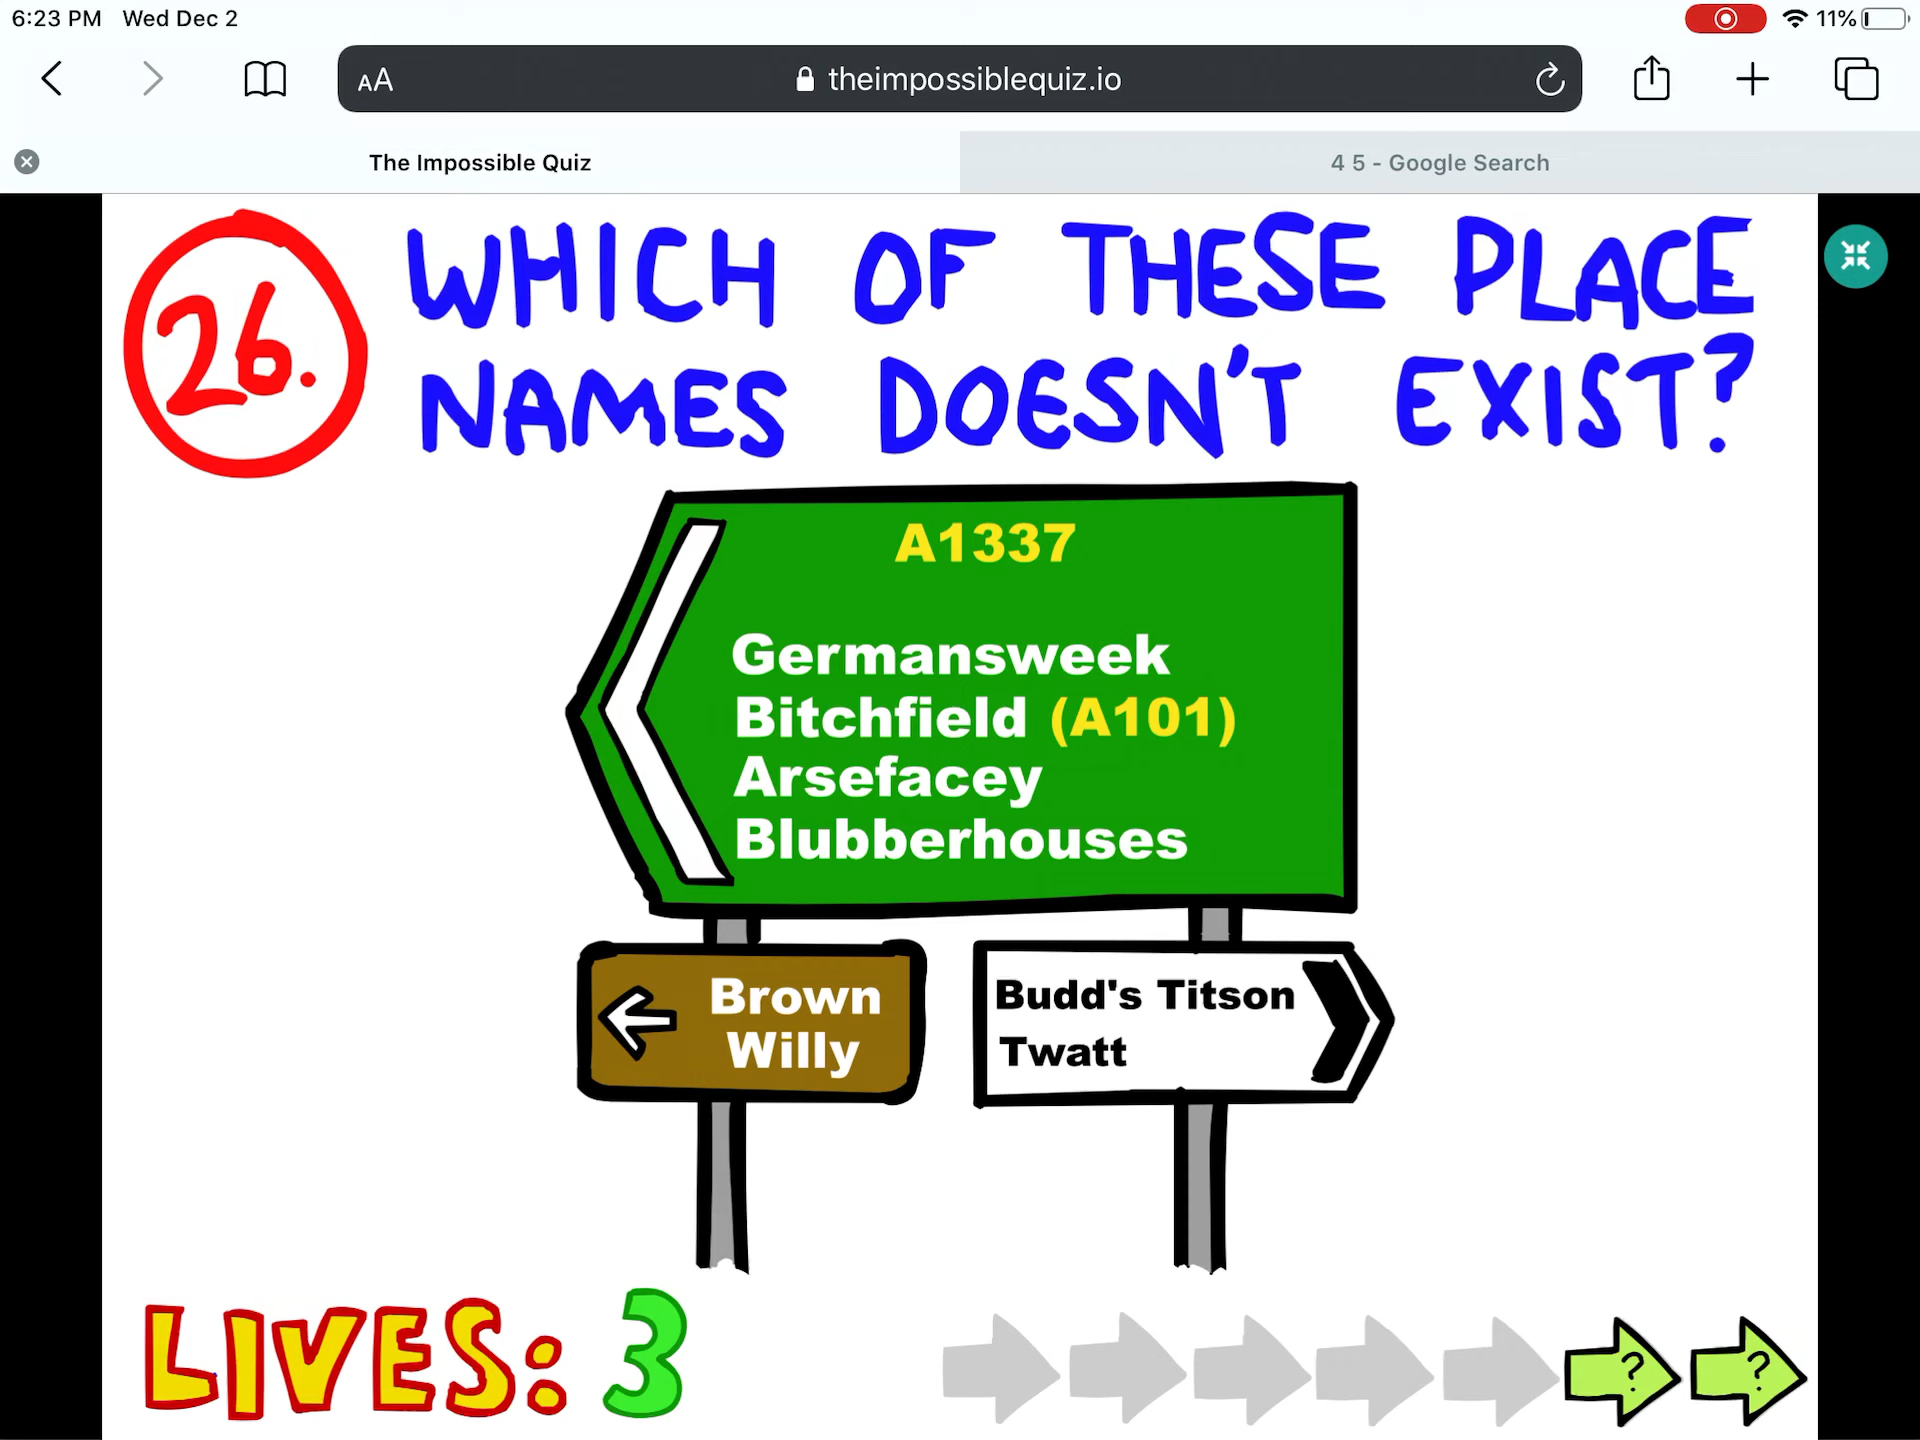 6:23 PM Wed Dec 2
11%
AA
theimpossiblequiz.io
The Impossible Quiz
4 5 - Google Search
26.
WHICH OF THESE PLACE
NAMES DOESN'T EXIST?
A1337
Germansweek
Bitchfield (A101)
Arsefacey
Blubberhouses
Brown
Willy
Budd's Titson
Twatt
LIVES: 3
? ?